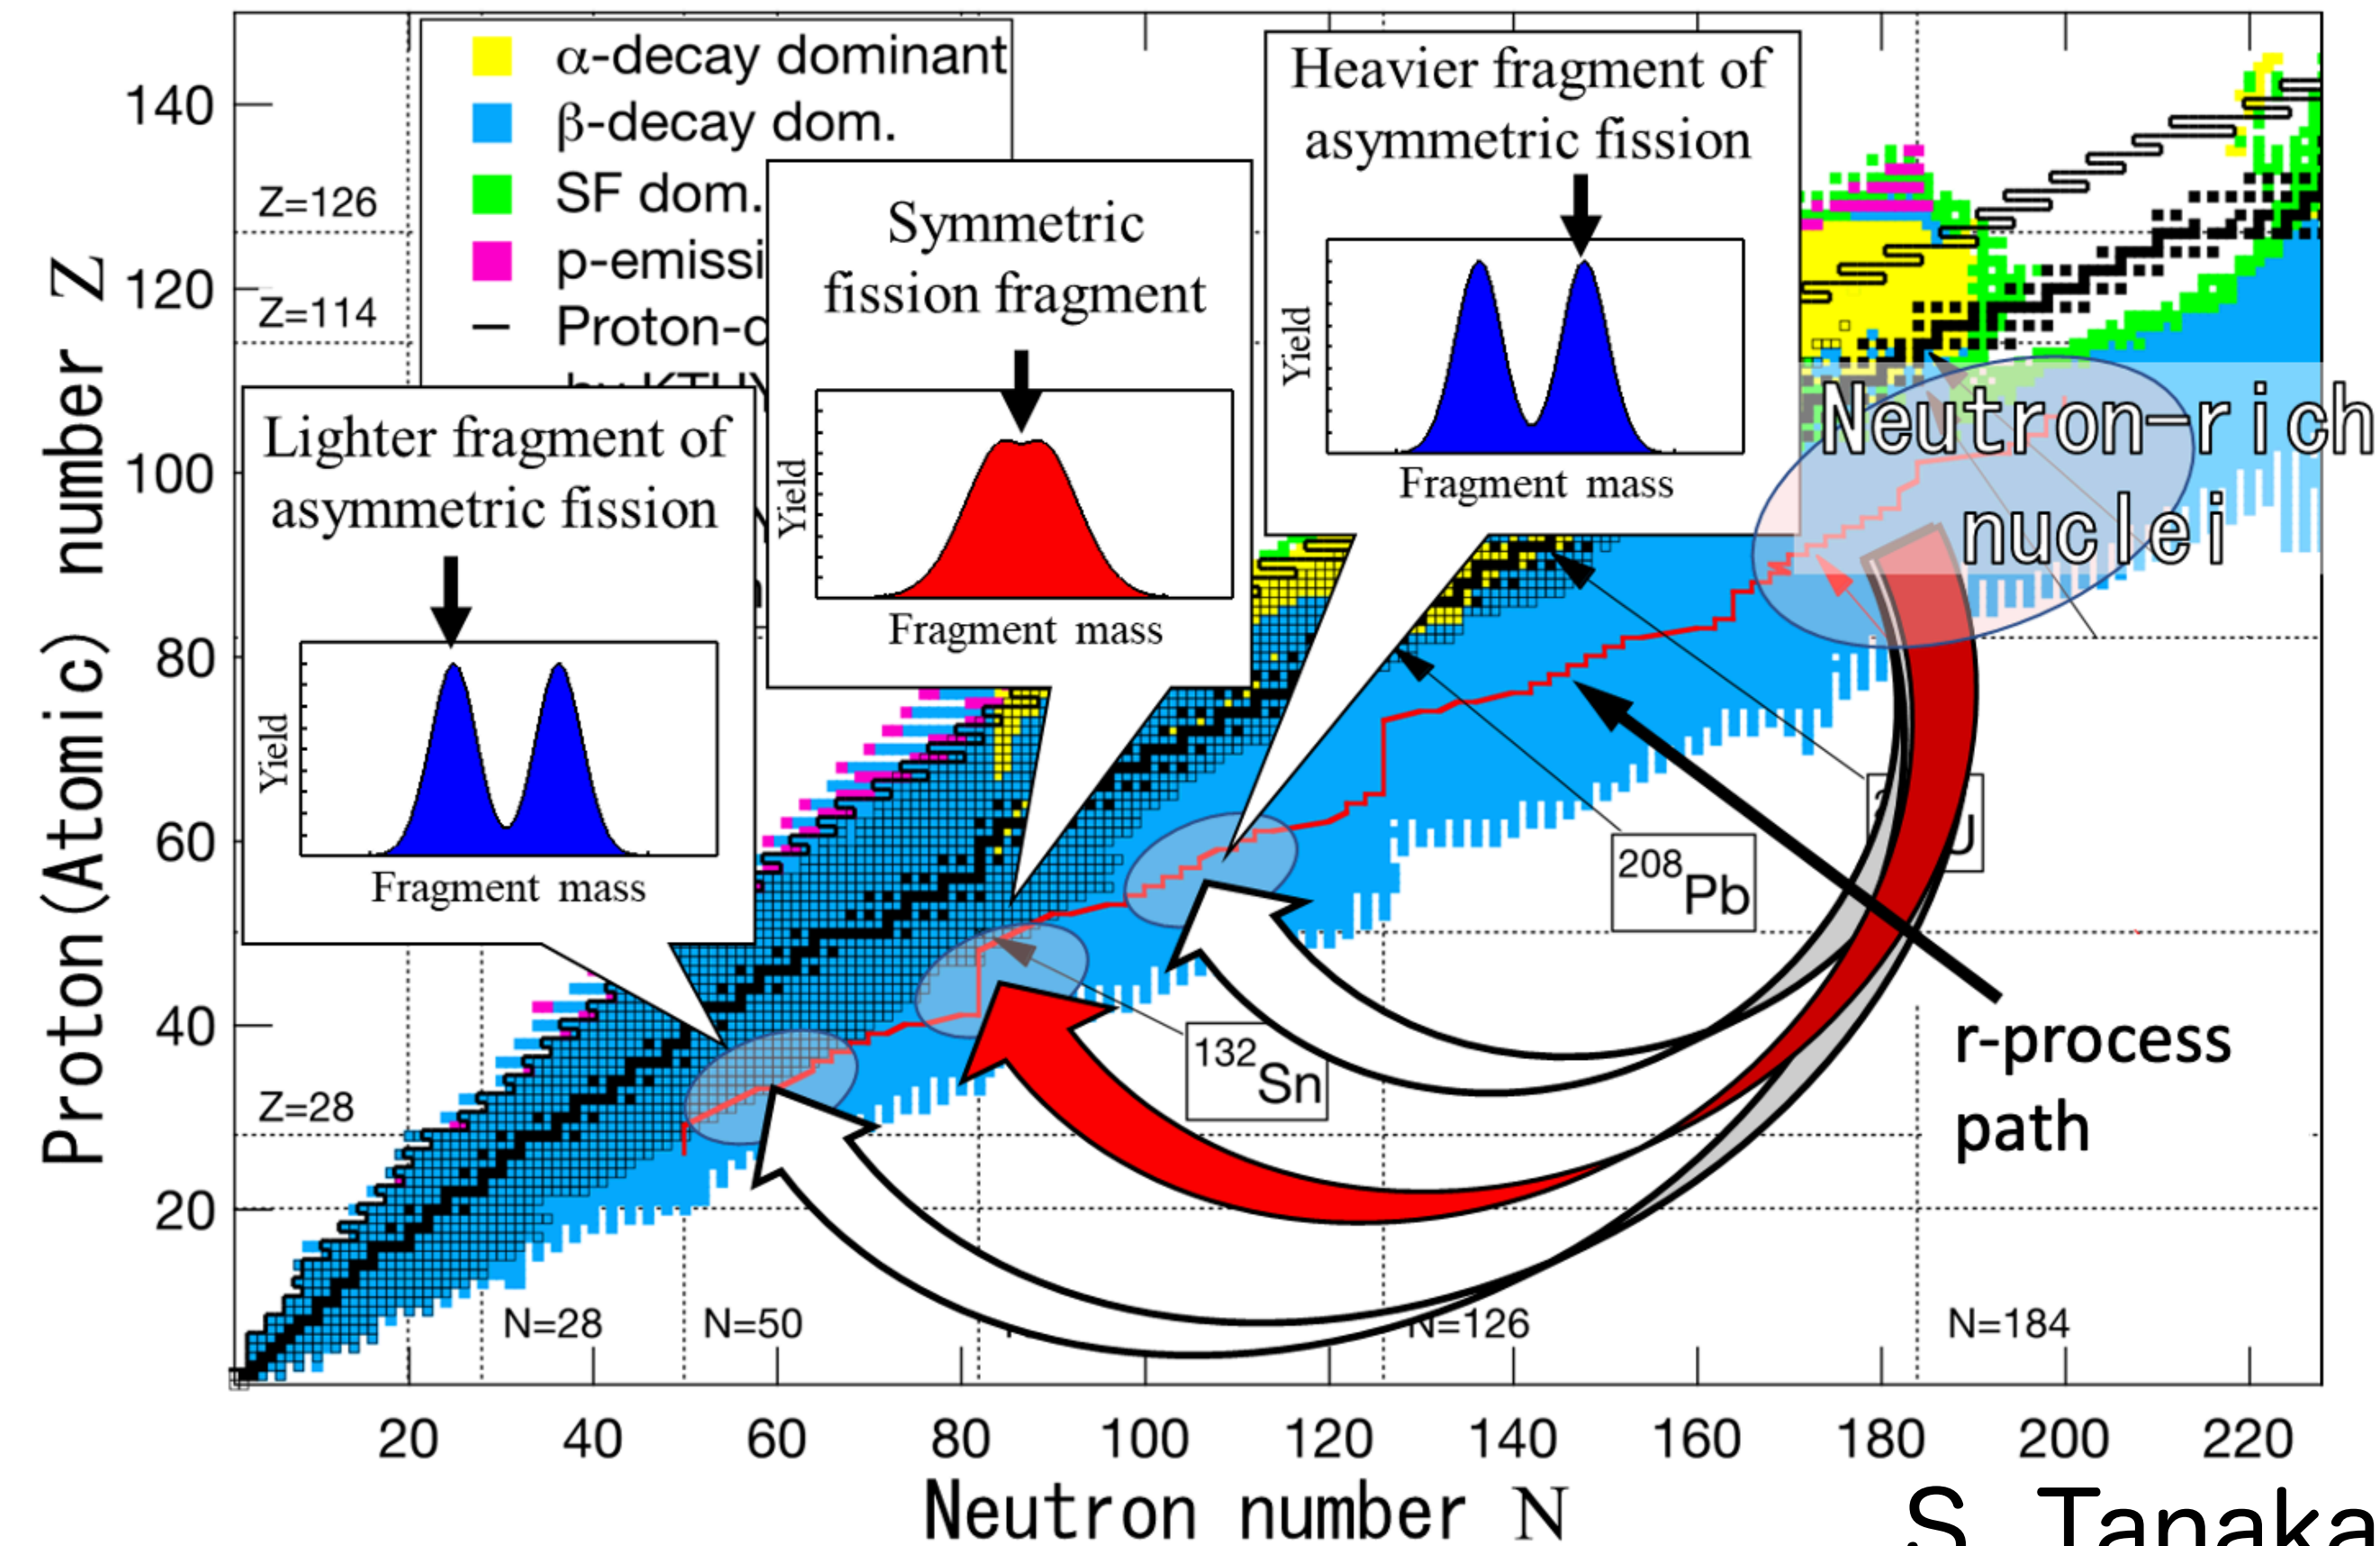 α-decay dominant
β-decay dom.
SF dom.
p-emissi
Proton-d
Heavier fragment of
asymmetric fission
Yield
Fragment mass
Symmetric
fission fragment
Yield
Fragment mass
Lighter fragment of
asymmetric fission
Yield
Fragment mass
Neutron-rich
nuclei
140
120
100
80
60
40
20
Z=126
Z=114
Z=28
Proton(Atomic) number Z
208Pb
U
132Sn
r-process
path
N=28
N=50
N=126
N=184
20
40
60
80
100
120
140
160
180
200
220
Neutron number N
S. Tanaka